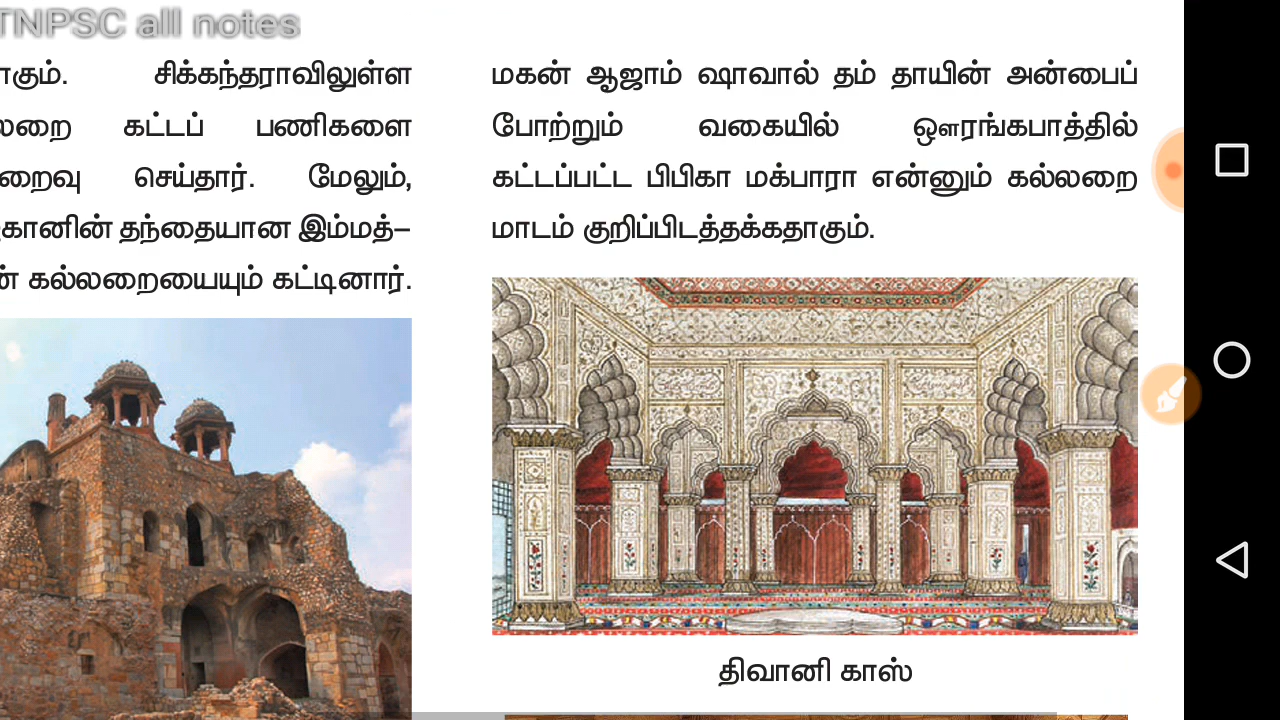 TNPSC all notes
ாகும். சிக்கந்தராவிலுள்ள
லறை கட்டப் பணிகளை
றைவு செய்தார். மேலும்,
கானின் தந்தையான இம்மத்–
ன் கல்லறையையும் கட்டினார்.
மகன் ஆஜாம் ஷாவால் தம் தாயின் அன்பைப்
போற்றும் வகையில் ஔரங்கபாத்தில்
கட்டப்பட்ட பிபிகா மக்பாரா என்னும் கல்லறை
மாடம் குறிப்பிடத்தக்கதாகும்.
திவானி காஸ்